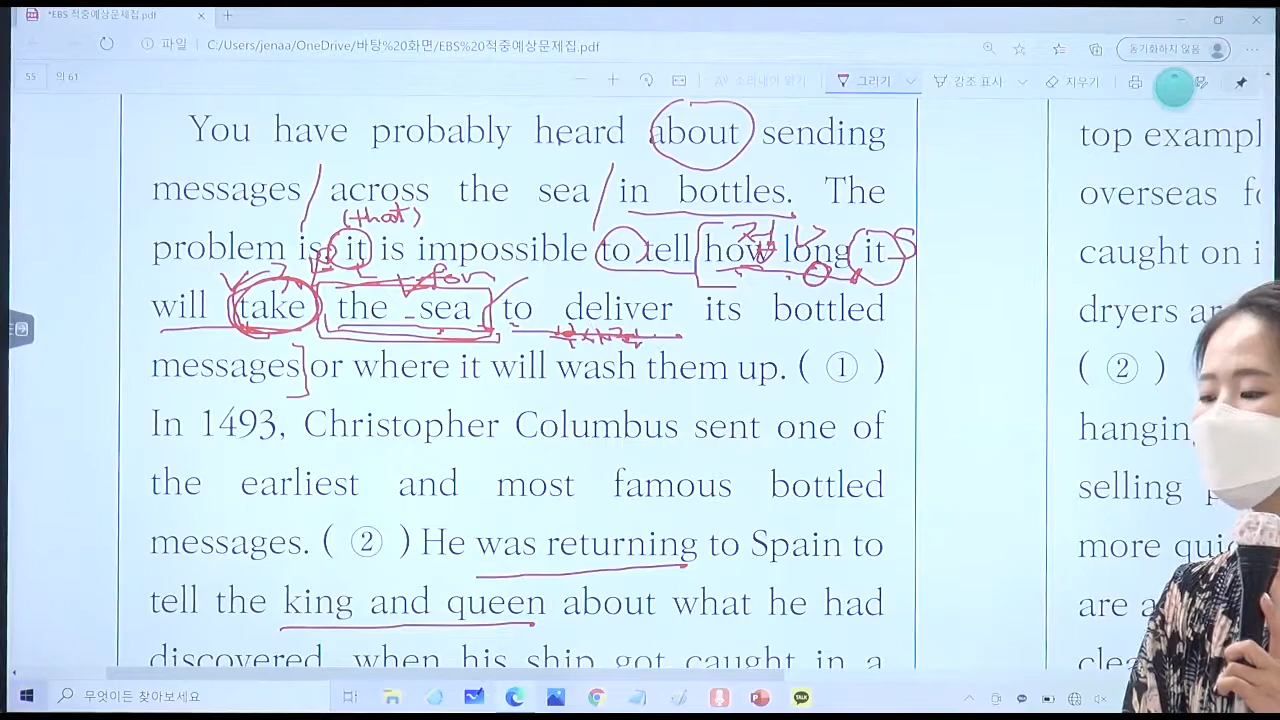 *EBS 적중예상문제집.pdf
파일 C:/Users/jenaa/OneDrive/바탕%20화면/EBS%20적중예상문제집.pdf
동기화하지 않음
55 의 61
소리내어 읽기 그리기 강조 표시 지우기
You have probably heard about sending
messages across the sea in bottles. The
(that)
problem is, it is impossible to tell how long it
for
will take the sea to deliver its bottled
messages or where it will wash them up. ( ① )
In 1493, Christopher Columbus sent one of
the earliest and most famous bottled
messages. ( ② ) He was returning to Spain to
tell the king and queen about what he had
discovered, when his ship got caught in a
top exampl
overseas fo
caught on i
dryers ar
( ② )
hanging
selling p
more qui
are a
clea
무엇이든 찾아보세요